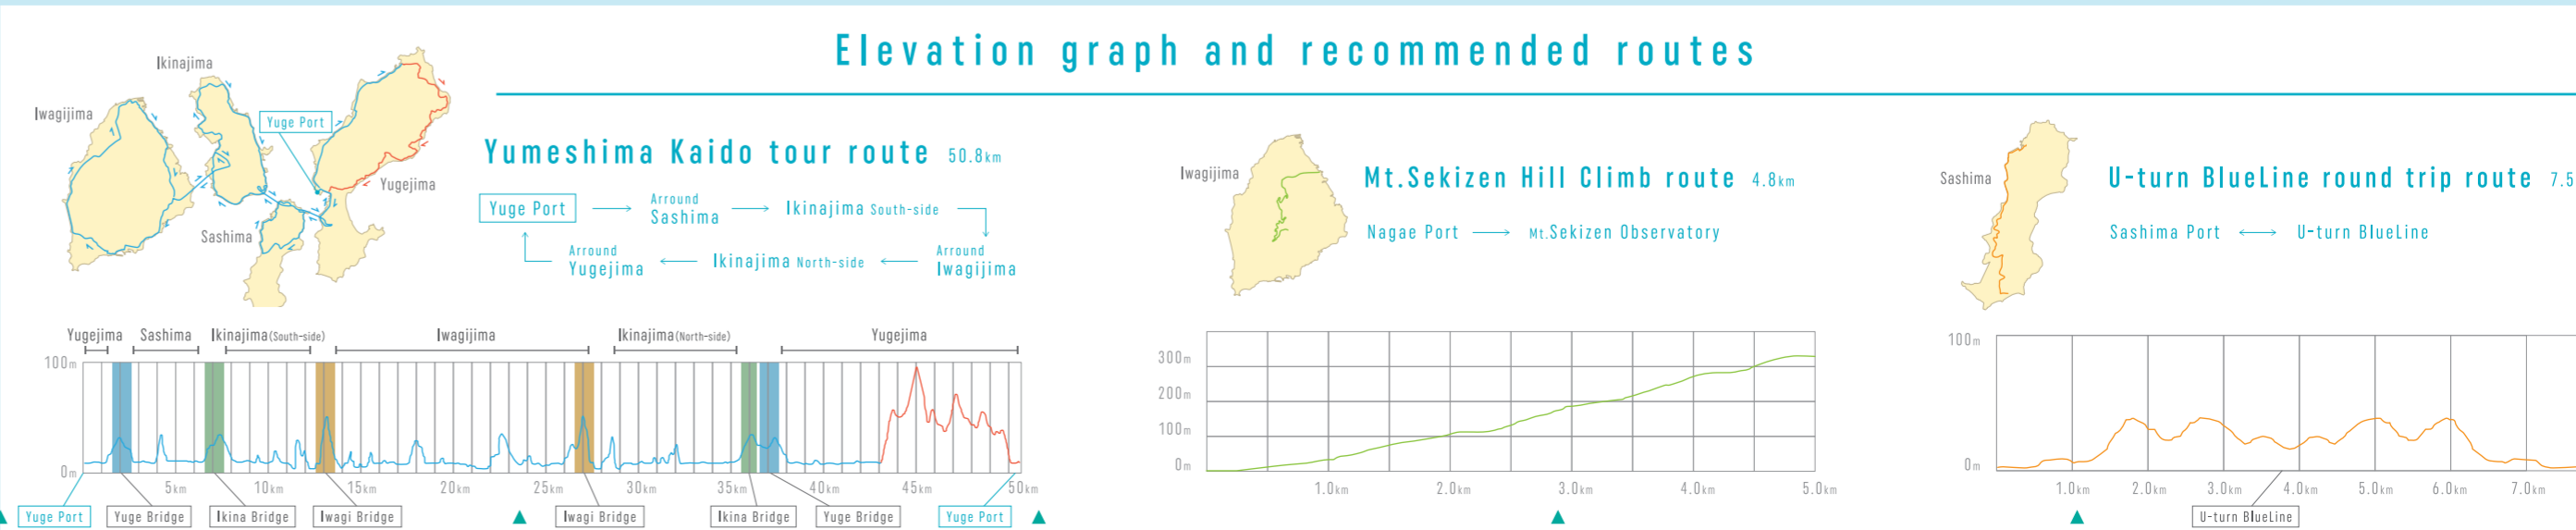 Elevation graph and recommended routes
Ikinajima
Iwagijima
Yuge Port
Yugejima
Sashima
Yumeshima Kaido tour route 50.8km
Yuge Port
Arround
Sashima
Ikinajima South-side
Arround
Yugejima
Ikinajima North-side
Arround
Iwagijima
Yugejima
Sashima
Ikinajima(South-side)
Iwagijima
Ikinajima(North-side)
Yugejima
100m
0m
5km
10km
15km
20km
25km
30km
35km
40km
45km
50km
Yuge Port
Yuge Bridge
Ikina Bridge
Iwagi Bridge
Iwagi Bridge
Ikina Bridge
Yuge Bridge
Yuge Port
Iwagijima
Mt.Sekizen Hill Climb route 4.8km
Nagae Port
Mt.Sekizen Observatory
300m
200m
100m
0m
1.0km
2.0km
3.0km
4.0km
5.0km
Sashima
U-turn BlueLine round trip route 7.5
Sashima Port
U-turn BlueLine
100m
0m
1.0km
2.0km
3.0km
4.0km
5.0km
6.0km
7.0km
U-turn BlueLine